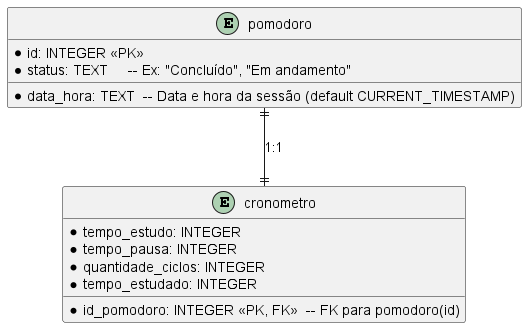 E pomodoro
id: INTEGER «PK»
status: TEXT -- Ex: "Concluído", "Em andamento"
data_hora: TEXT -- Data e hora da sessão (default CURRENT_TIMESTAMP)
1:1
E cronometro
tempo_estudo: INTEGER
tempo_pausa: INTEGER
quantidade_ciclos: INTEGER
tempo_estudado: INTEGER
id_pomodoro: INTEGER «PK, FK» -- FK para pomodoro(id)